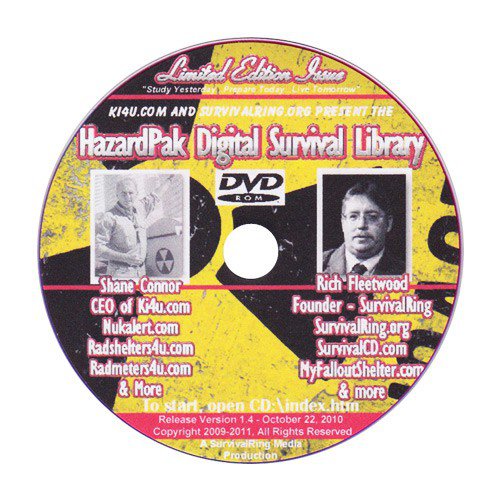 Limited Edition Issue
"Study Yesterday . Prepare Today . Live Tomorrow"
KI4U.COM AND SURVIVALRING.ORG PRESENT THE
HazardPak Digital Survival Library
DVD
ROM
Shane Connor
CEO of Ki4u.com
Nukalert.com
Radshelters4u.com
Radmeters4u.com
& More
Rich Fleetwood
Founder - SurvivalRing
SurvivalRing.org
SurvivalCD.com
MyFalloutShelter.com
& more
To start, open CD:\index.htm
Release Version 1.4 - October 22, 2010
Copyright 2009-2011. All Rights Reserved
A SurvivalRing Media
Production